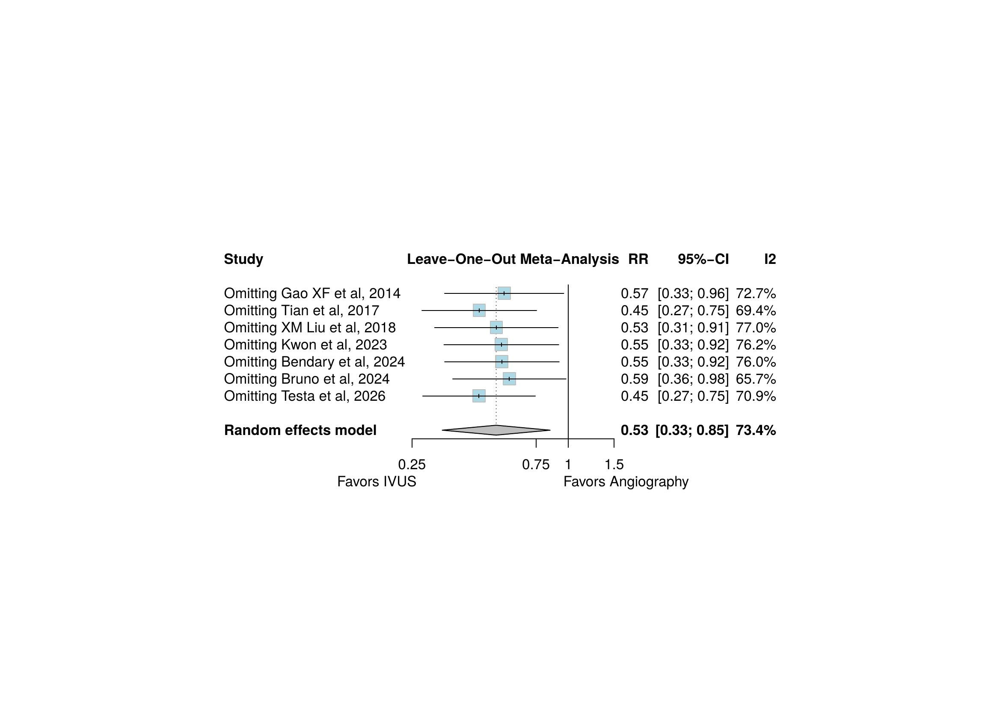 Study Leave−One−Out Meta−Analysis RR 95%−CI I2
Omitting Gao XF et al, 2014 0.57 [0.33; 0.96] 72.7%
Omitting Tian et al, 2017 0.45 [0.27; 0.75] 69.4%
Omitting XM Liu et al, 2018 0.53 [0.31; 0.91] 77.0%
Omitting Kwon et al, 2023 0.55 [0.33; 0.92] 76.2%
Omitting Bendary et al, 2024 0.55 [0.33; 0.92] 76.0%
Omitting Bruno et al, 2024 0.59 [0.36; 0.98] 65.7%
Omitting Testa et al, 2026 0.45 [0.27; 0.75] 70.9%
Random effects model 0.53 [0.33; 0.85] 73.4%
0.25 0.75 1 1.5
Favors IVUS Favors Angiography